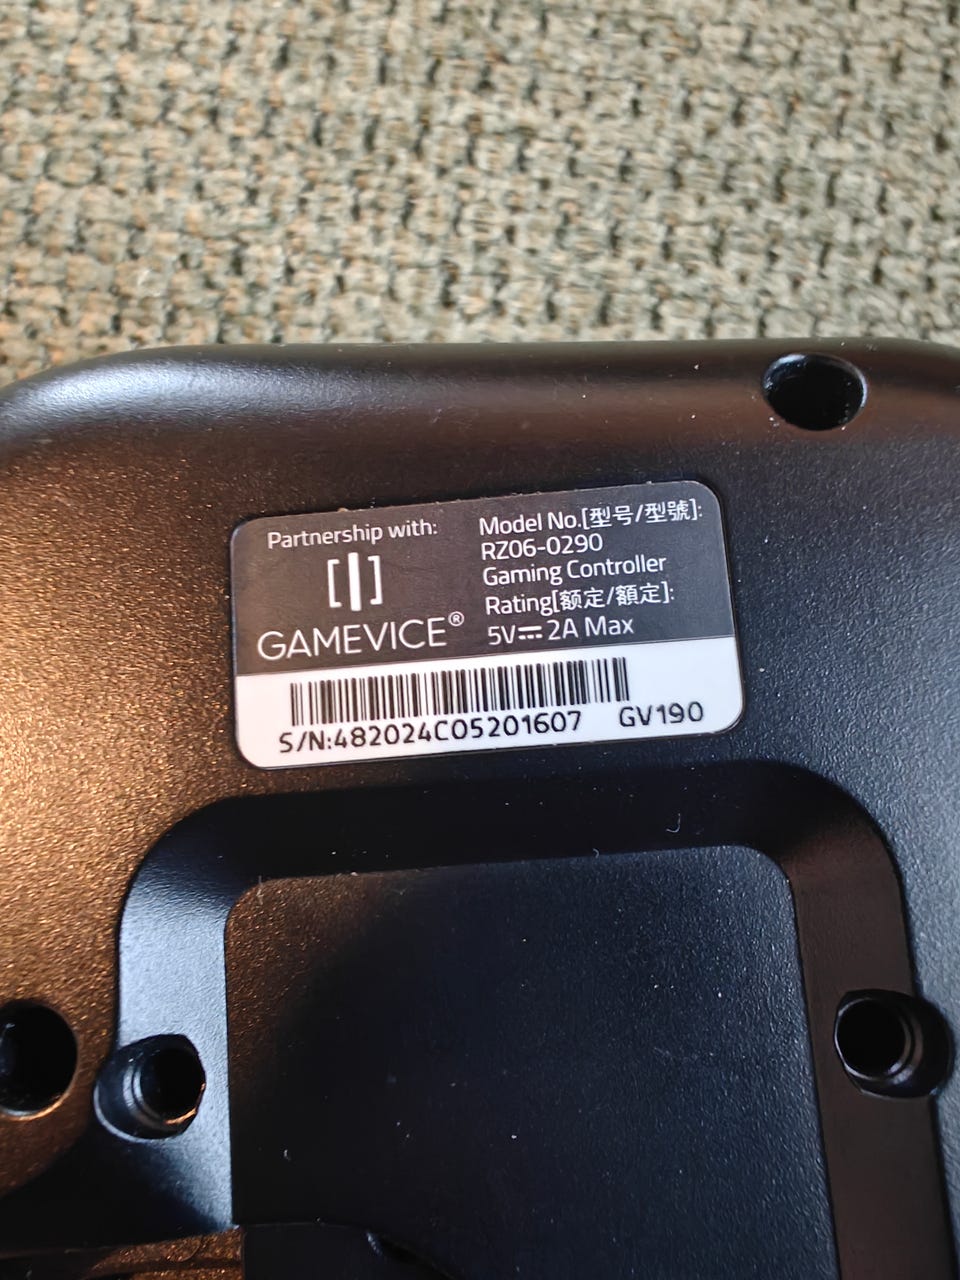 Partnership with:
GAMEVICE®
Model No.[型号/型號]:
RZ06-0290
Gaming Controller
Rating[额定/額定]:
5V⎓2A Max
S/N:482024C05201607 GV190